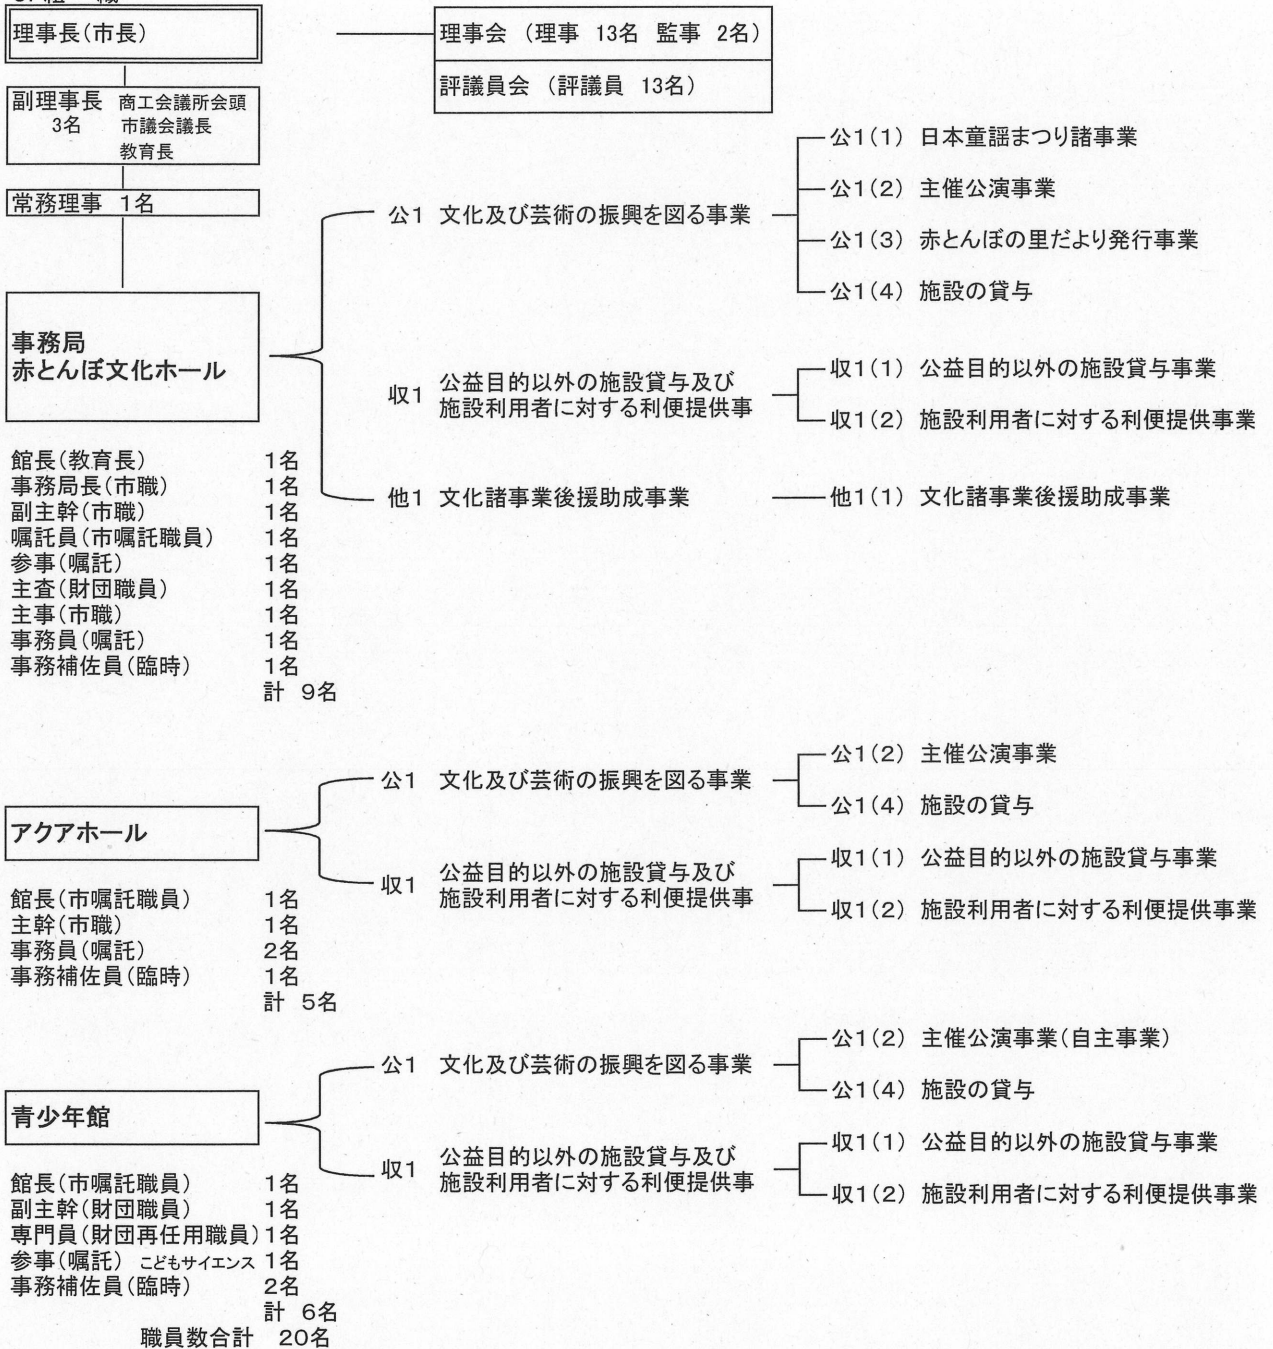 理事長(市長)
理事会 (理事 13名 監事 2名)
評議員会 (評議員 13名)
副理事長 商工会議所会頭
3名 市議会議長
教育長
常務理事 1名
事務局
赤とんぼ文化ホール
公1 文化及び芸術の振興を図る事業
公1(1) 日本童謡まつり諸事業
公1(2) 主催公演事業
公1(3) 赤とんぼの里だより発行事業
公1(4) 施設の貸与
収1 公益目的以外の施設貸与及び
施設利用者に対する利便提供事
収1(1) 公益目的以外の施設貸与事業
収1(2) 施設利用者に対する利便提供事業
他1 文化諸事業後援助成事業
他1(1) 文化諸事業後援助成事業
館長(教育長) 1名
事務局長(市職) 1名
副主幹(市職) 1名
嘱託員(市嘱託職員) 1名
参事(嘱託) 1名
主査(財団職員) 1名
主事(市職) 1名
事務員(嘱託) 1名
事務補佐員(臨時) 1名
計 9名
アクアホール
公1 文化及び芸術の振興を図る事業
公1(2) 主催公演事業
公1(4) 施設の貸与
収1 公益目的以外の施設貸与及び
施設利用者に対する利便提供事
収1(1) 公益目的以外の施設貸与事業
収1(2) 施設利用者に対する利便提供事業
館長(市嘱託職員) 1名
主幹(市職) 1名
事務員(嘱託) 2名
事務補佐員(臨時) 1名
計 5名
青少年館
公1 文化及び芸術の振興を図る事業
公1(2) 主催公演事業(自主事業)
公1(4) 施設の貸与
収1 公益目的以外の施設貸与及び
施設利用者に対する利便提供事
収1(1) 公益目的以外の施設貸与事業
収1(2) 施設利用者に対する利便提供事業
館長(市嘱託職員) 1名
副主幹(財団職員) 1名
専門員(財団再任用職員) 1名
参事(嘱託) こどもサイエンス 1名
事務補佐員(臨時) 2名
計 6名
職員数合計 20名